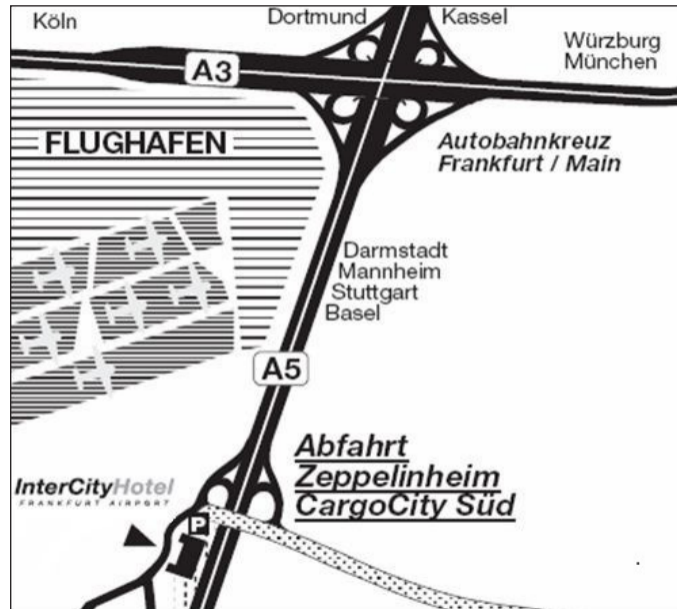 Köln
Dortmund
Kassel
Würzburg
München
A3
FLUGHAFEN
Autobahnkreuz
Frankfurt / Main
Darmstadt
Mannheim
Stuttgart
Basel
A5
Abfahrt
Zeppelinheim
CargoCity Süd
InterCityHotel
FRANKFURT AIRPORT
P